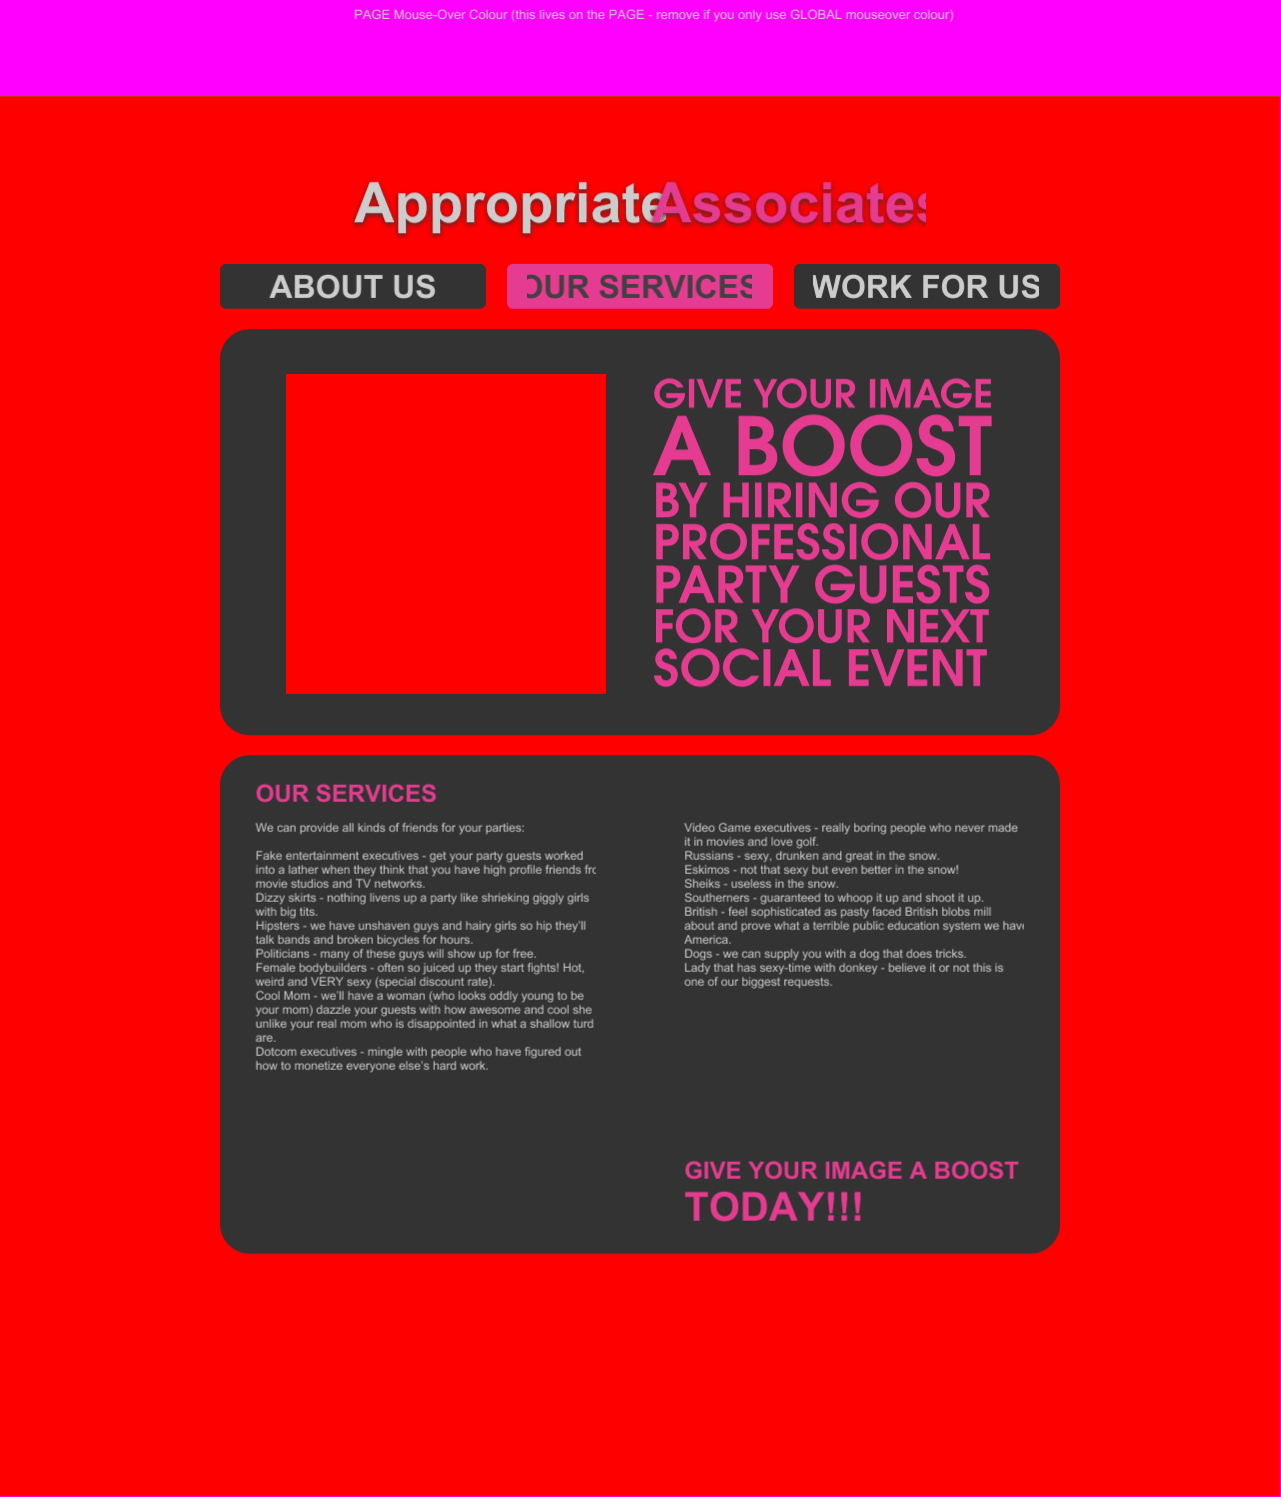 PAGE Mouse-Over Colour (this lives on the PAGE - remove if you only use GLOBAL mouseover colour)
Appropriate Associates
ABOUT US
OUR SERVICES
WORK FOR US
GIVE YOUR IMAGE
A BOOST
BY HIRING OUR
PROFESSIONAL
PARTY GUESTS
FOR YOUR NEXT
SOCIAL EVENT
OUR SERVICES
We can provide all kinds of friends for your parties:
Fake entertainment executives - get your party guests worked
into a lather when they think that you have high profile friends fro
movie studios and TV networks.
Dizzy skirts - nothing livens up a party like shrieking giggly girls
with big tits.
Hipsters - we have unshaven guys and hairy girls so hip they'll
talk bands and broken bicycles for hours.
Politicians - many of these guys will show up for free.
Female bodybuilders - often so juiced up they start fights! Hot,
weird and VERY sexy (special discount rate).
Cool Mom - we'll have a woman (who looks oddly young to be
your mom) dazzle your guests with how awesome and cool she
unlike your real mom who is disappointed in what a shallow turd
are.
Dotcom executives - mingle with people who have figured out
how to monetize everyone else's hard work.
Video Game executives - really boring people who never made
it in movies and love golf.
Russians - sexy, drunken and great in the snow.
Eskimos - not that sexy but even better in the snow!
Sheiks - useless in the snow.
Southerners - guaranteed to whoop it up and shoot it up.
British - feel sophisticated as pasty faced British blobs mill
about and prove what a terrible public education system we have
America.
Dogs - we can supply you with a dog that does tricks.
Lady that has sexy-time with donkey - believe it or not this is
one of our biggest requests.
GIVE YOUR IMAGE A BOOST
TODAY!!!